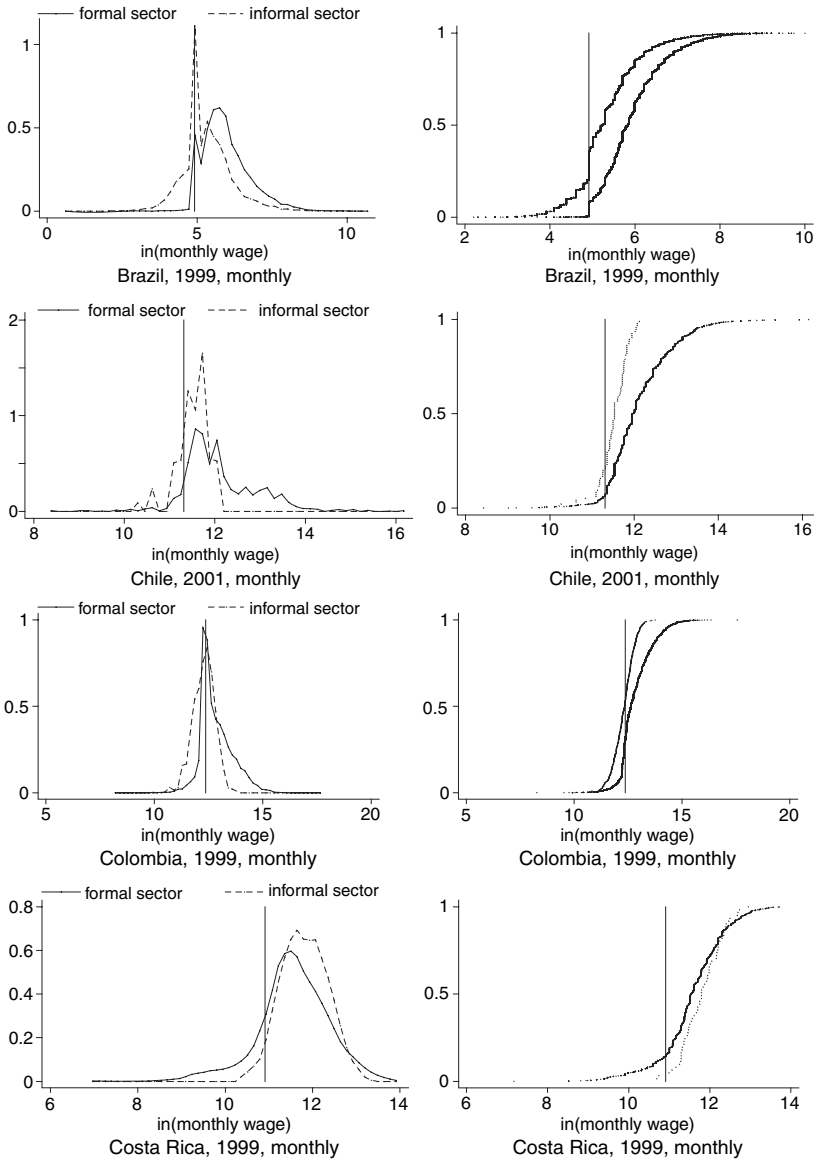 formal sector informal sector
1
0.5
0
0 5 10
in(monthly wage)
Brazil, 1999, monthly
1
0.5
0
2 4 6 8 10
in(monthly wage)
Brazil, 1999, monthly
formal sector informal sector
2
1
0
8 10 12 14 16
in(monthly wage)
Chile, 2001, monthly
1
0.5
0
8 10 12 14 16
in(monthly wage)
Chile, 2001, monthly
formal sector informal sector
1
0.5
0
5 10 15 20
in(monthly wage)
Colombia, 1999, monthly
1
0.5
0
5 10 15 20
in(monthly wage)
Colombia, 1999, monthly
formal sector informal sector
0.8
0.6
0.4
0.2
0
6 8 10 12 14
in(monthly wage)
Costa Rica, 1999, monthly
1
0.5
0
6 8 10 12 14
in(monthly wage)
Costa Rica, 1999, monthly